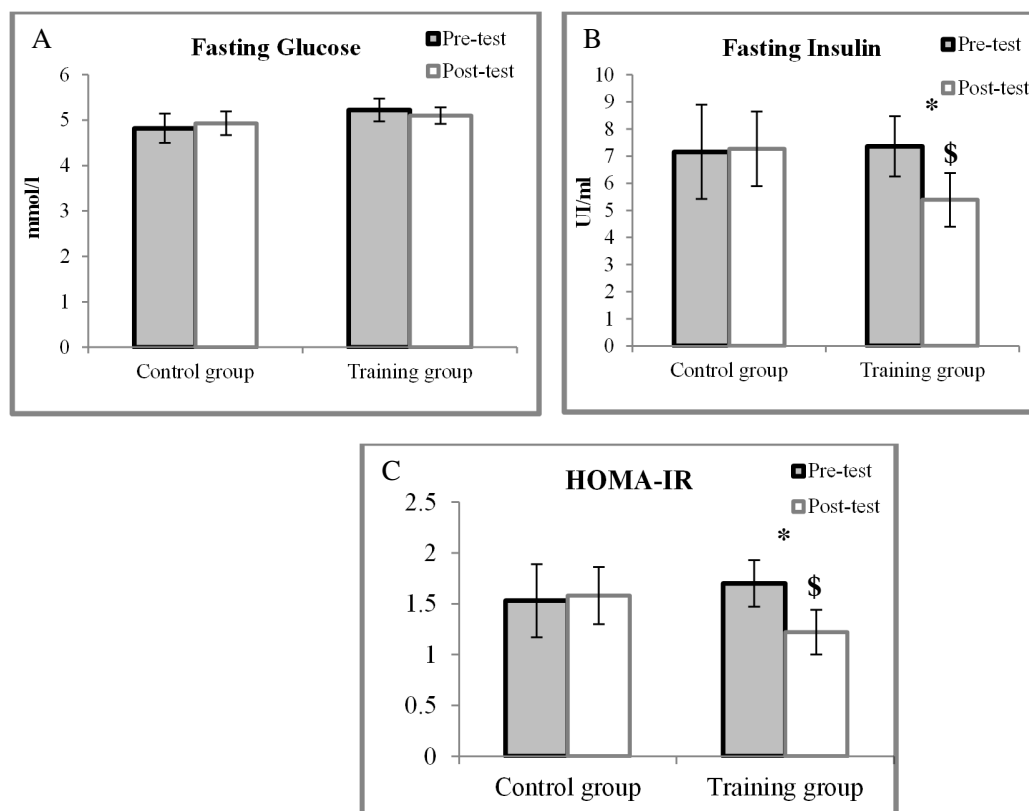 A
Fasting Glucose
Pre-test
Post-test
6
5
4
3
2
1
0
mmol/l
Control group
Training group
B
Fasting Insulin
Pre-test
Post-test
10
9
8
7
6
5
4
3
2
1
0
UI/ml
*
$
Control group
Training group
C
HOMA-IR
Pre-test
Post-test
2.5
2
1.5
1
0.5
0
*
$
Control group
Training group